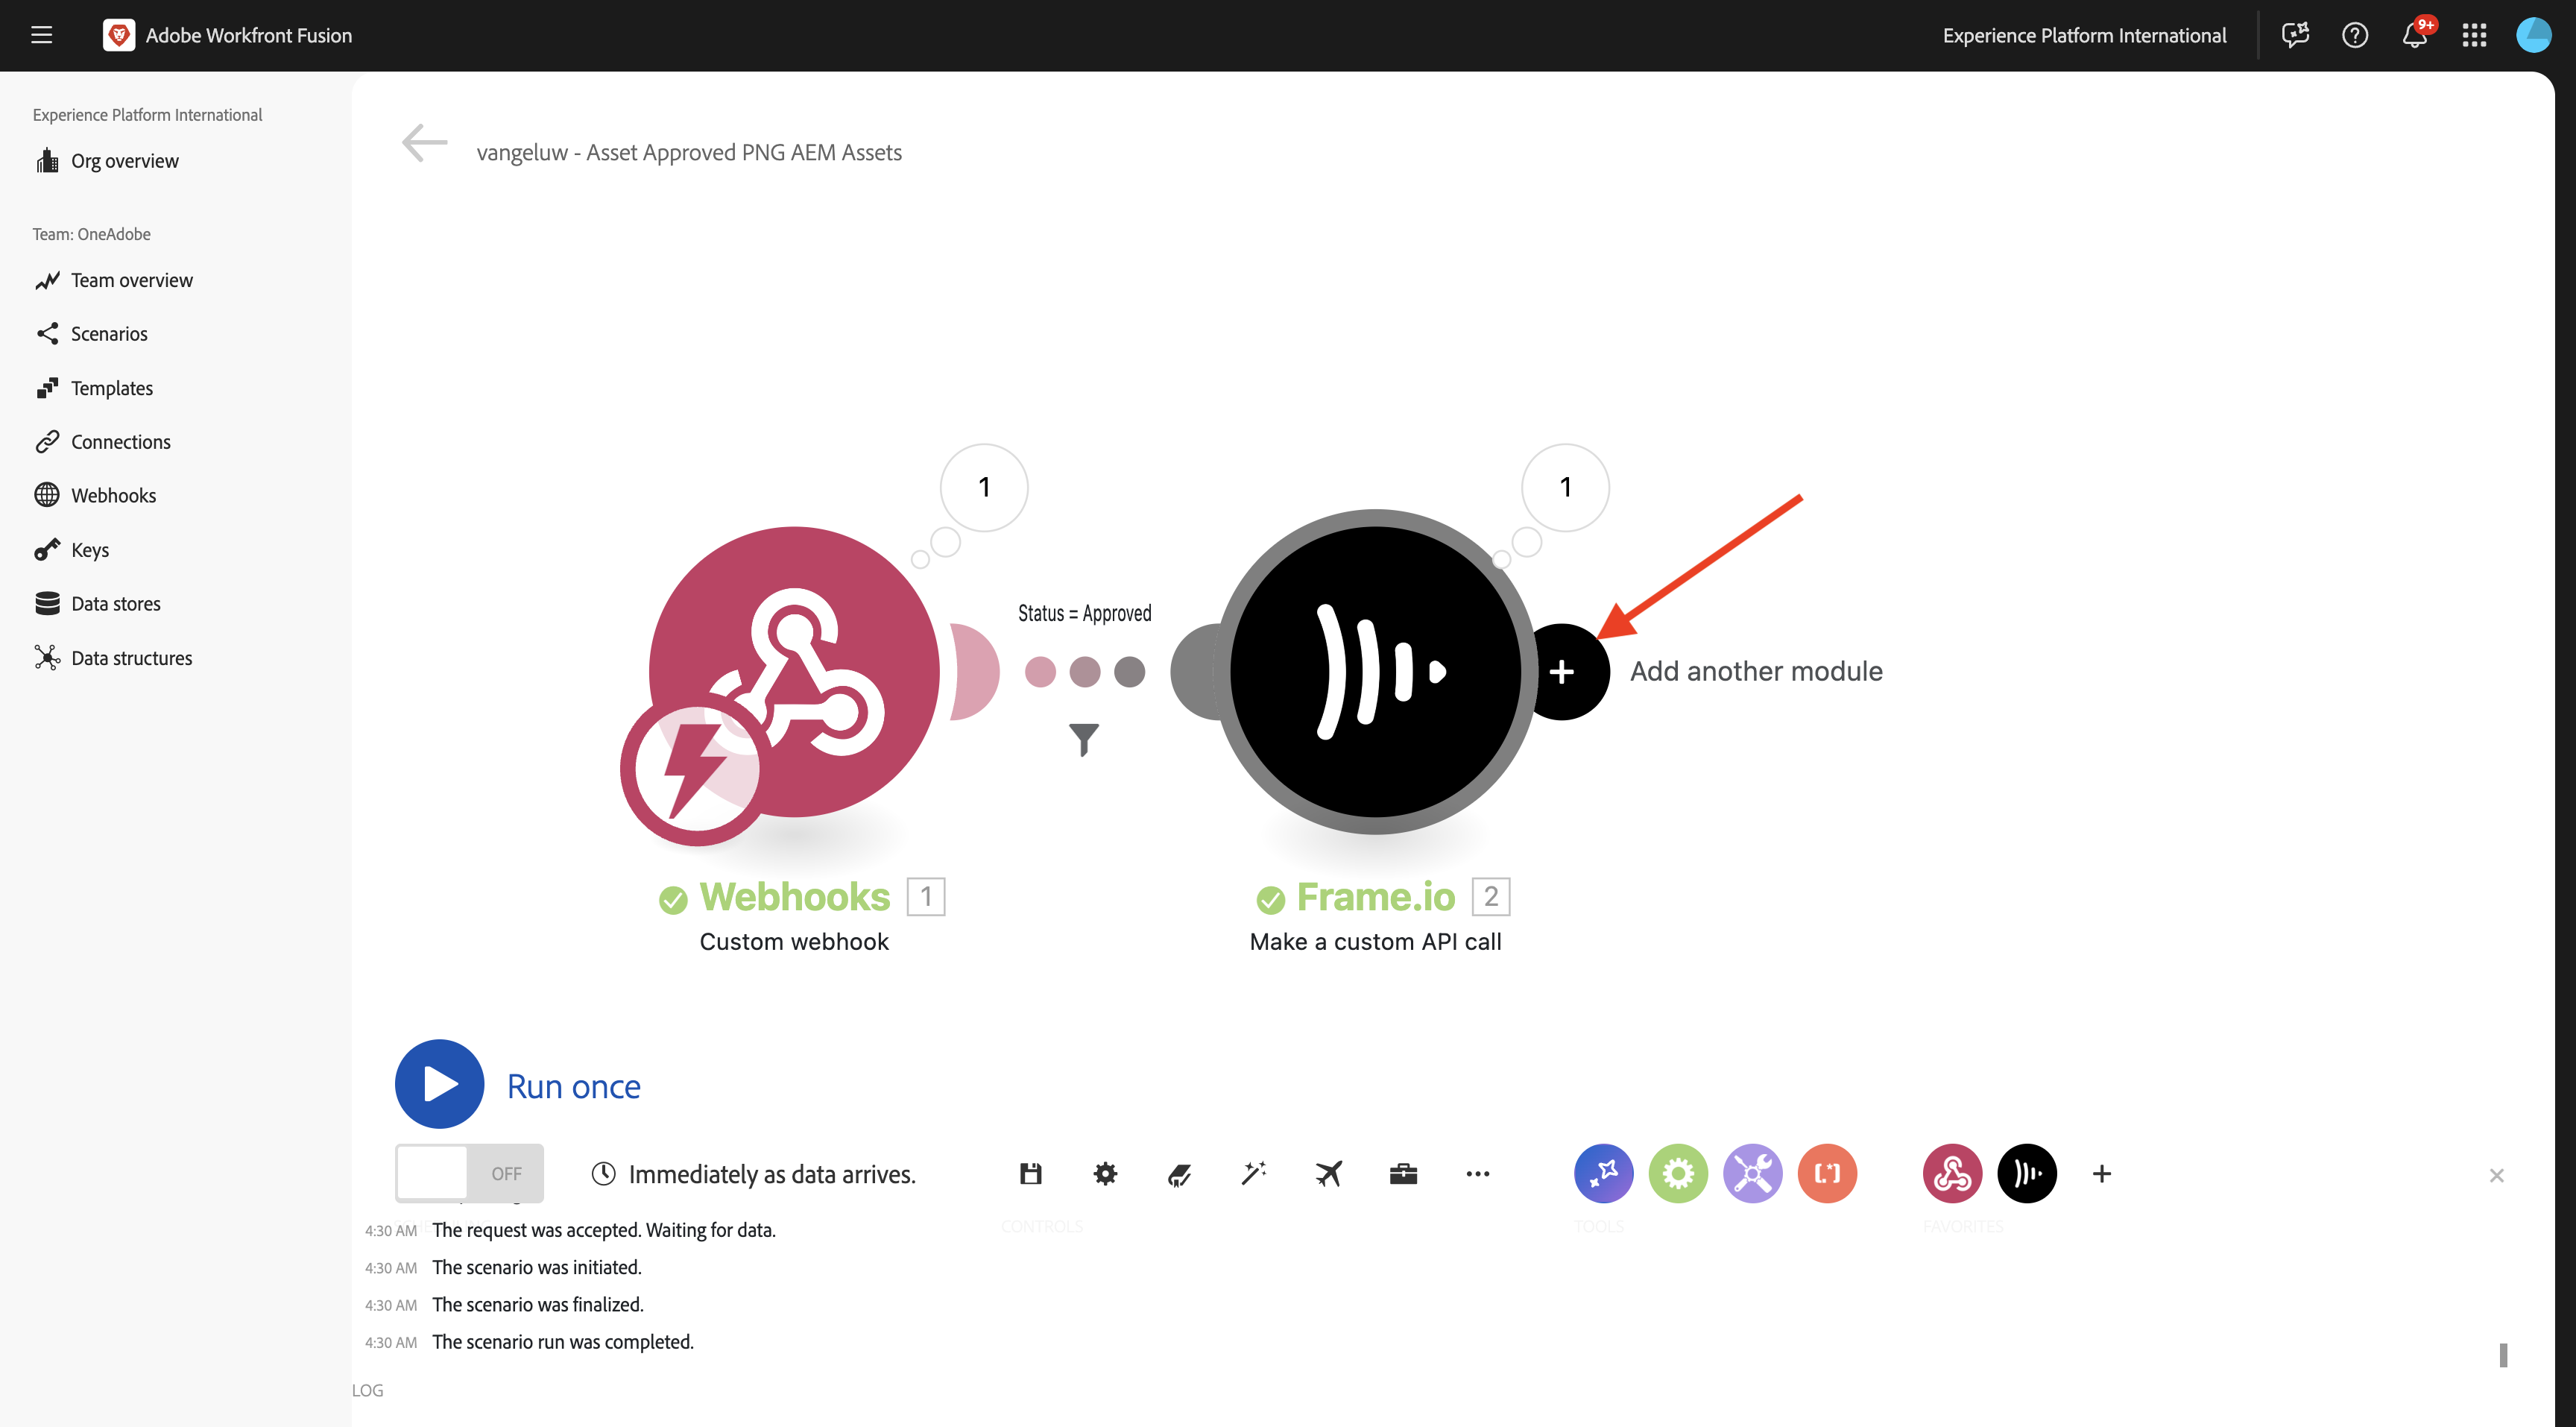 Adobe Workfront Fusion
Experience Platform International
9+
Experience Platform International
Org overview
Team: OneAdobe
Team overview
Scenarios
Templates
Connections
Webhooks
Keys
Data stores
Data structures
vangeluw - Asset Approved PNG AEM Assets
1
1
Status = Approved
Add another module
Webhooks 1
Custom webhook
Frame.io 2
Make a custom API call
Run once
OFF
Immediately as data arrives.
CONTROLS
TOOLS
FAVORITES
4:30 AM The request was accepted. Waiting for data.
4:30 AM The scenario was initiated.
4:30 AM The scenario was finalized.
4:30 AM The scenario run was completed.
LOG